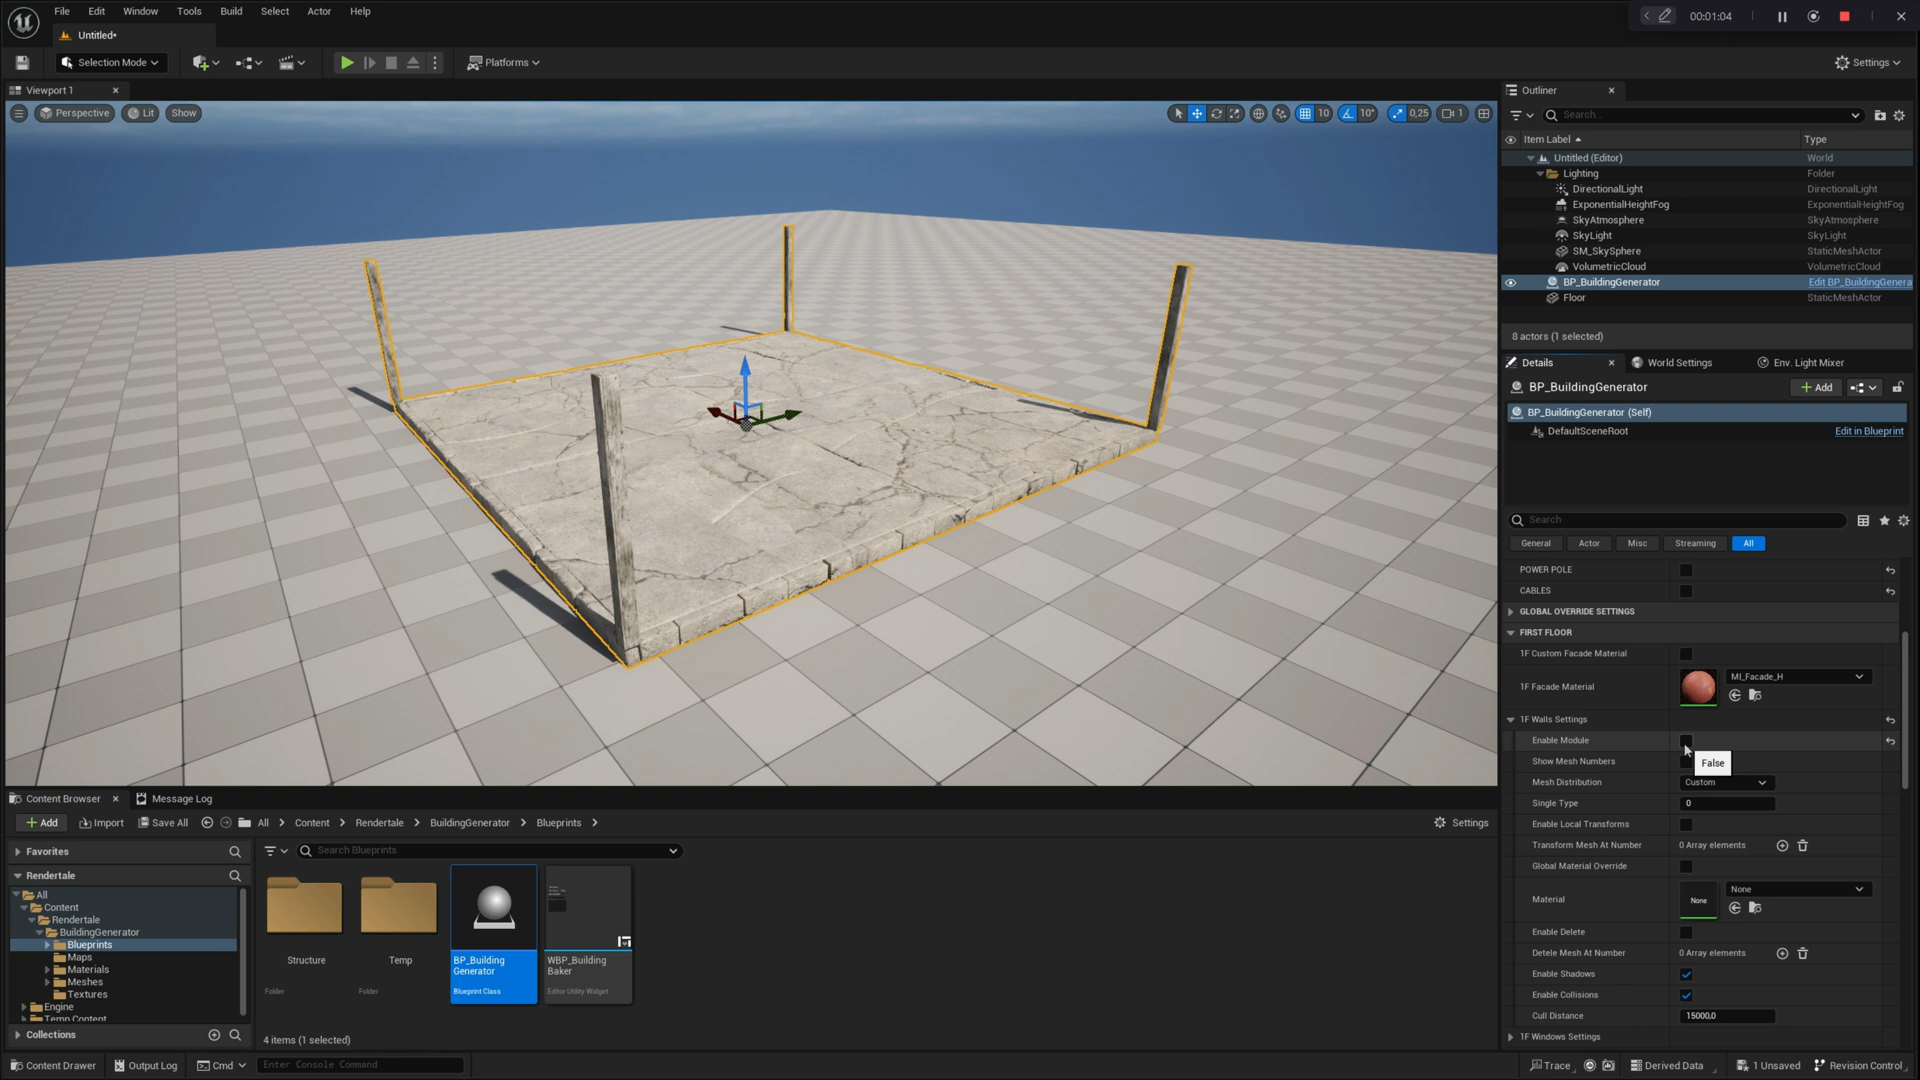 File Edit Window Tools Build Select Actor Help
00:01:04
Untitled•
Selection Mode
Platforms
Settings
Viewport 1
Perspective Lit Show
10 10° 0,25 1
Outliner
Search...
Item Label Type
Untitled (Editor) World
Lighting Folder
DirectionalLight DirectionalLight
ExponentialHeightFog ExponentialHeightFog
SkyAtmosphere SkyAtmosphere
SkyLight SkyLight
SM_SkySphere StaticMeshActor
VolumetricCloud VolumetricCloud
BP_BuildingGenerator Edit BP_BuildingGenera
Floor StaticMeshActor
8 actors (1 selected)
Details World Settings Env. Light Mixer
BP_BuildingGenerator
Add
BP_BuildingGenerator (Self)
DefaultSceneRoot Edit in Blueprint
Search
General Actor Misc Streaming All
POWER POLE
CABLES
GLOBAL OVERRIDE SETTINGS
FIRST FLOOR
1F Custom Facade Material
1F Facade Material MI_Facade_H
1F Walls Settings
Enable Module
Show Mesh Numbers False
Mesh Distribution Custom
Single Type 0
Enable Local Transforms
Transform Mesh At Number 0 Array elements
Global Material Override
Material None None
Enable Delete
Detele Mesh At Number 0 Array elements
Enable Shadows
Enable Collisions
Cull Distance 15000,0
1F Windows Settings
Content Browser Message Log
Add Import Save All All Content Rendertale BuildingGenerator Blueprints Settings
Favorites
Rendertale
All
Content
Rendertale
BuildingGenerator
Blueprints
Maps
Materials
Meshes
Textures
Engine
Temp Content
Collections
Search Blueprints
Structure
Folder
Temp
Folder
BP_Building
Generator
Blueprint Class
WBP_Building
Baker
Editor Utility Widget
4 items (1 selected)
Content Drawer Output Log Cmd Enter Console Command
Trace Derived Data 1 Unsaved Revision Control